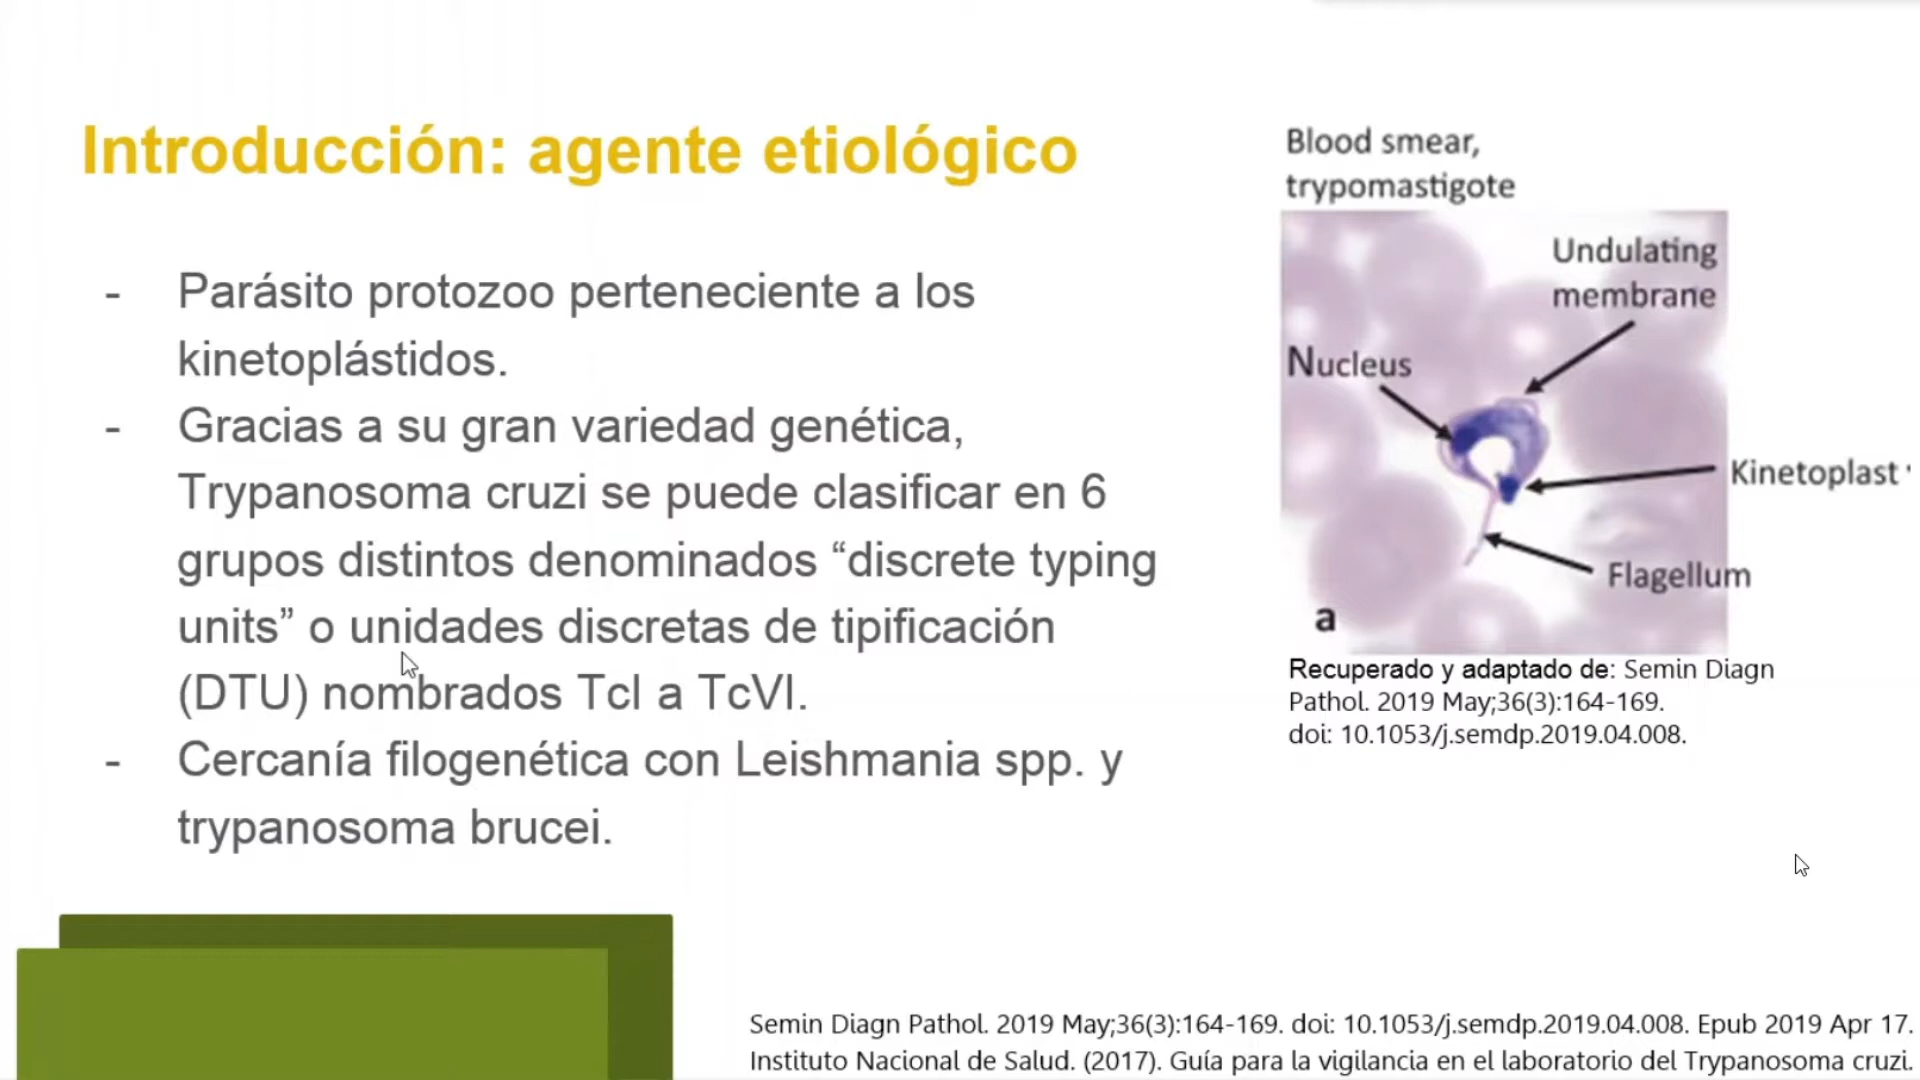 Introducción: agente etiológico
- Parásito protozoo perteneciente a los
kinetoplástidos.
- Gracias a su gran variedad genética,
Trypanosoma cruzi se puede clasificar en 6
grupos distintos denominados “discrete typing
units” o unidades discretas de tipificación
(DTU) nombrados TcI a TcVI.
- Cercanía filogenética con Leishmania spp. y
trypanosoma brucei.
Blood smear,
trypomastigote
Undulating
membrane
Nucleus
Kinetoplast
Flagellum
a
Recuperado y adaptado de: Semin Diagn
Pathol. 2019 May;36(3):164-169.
doi: 10.1053/j.semdp.2019.04.008.
Semin Diagn Pathol. 2019 May;36(3):164-169. doi: 10.1053/j.semdp.2019.04.008. Epub 2019 Apr 17.
Instituto Nacional de Salud. (2017). Guía para la vigilancia en el laboratorio del Trypanosoma cruzi.